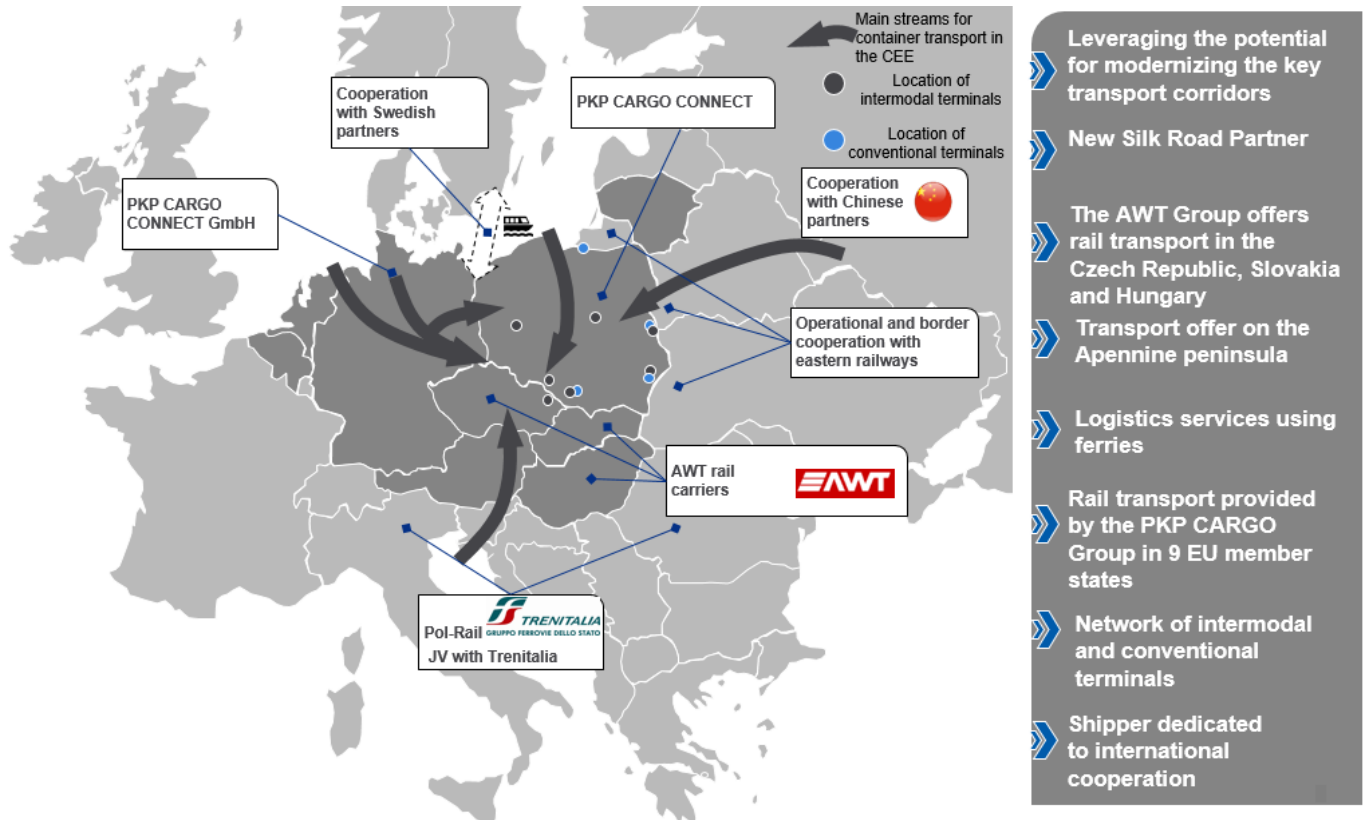 Main streams for
container transport in
the CEE
Location of
intermodal terminals
Location of
conventional terminals
Cooperation
with Swedish
partners
PKP CARGO CONNECT
PKP CARGO
CONNECT GmbH
Cooperation
with Chinese
partners
Operational and border
cooperation with
eastern railways
AWT rail
carriers
AWT
Pol-Rail
TRENITALIA
GRUPPO FERROVIE DELLO STATO
JV with Trenitalia
Leveraging the potential
for modernizing the key
transport corridors
New Silk Road Partner
The AWT Group offers
rail transport in the
Czech Republic, Slovakia
and Hungary
Transport offer on the
Apennine peninsula
Logistics services using
ferries
Rail transport provided
by the PKP CARGO
Group in 9 EU member
states
Network of intermodal
and conventional
terminals
Shipper dedicated
to international
cooperation